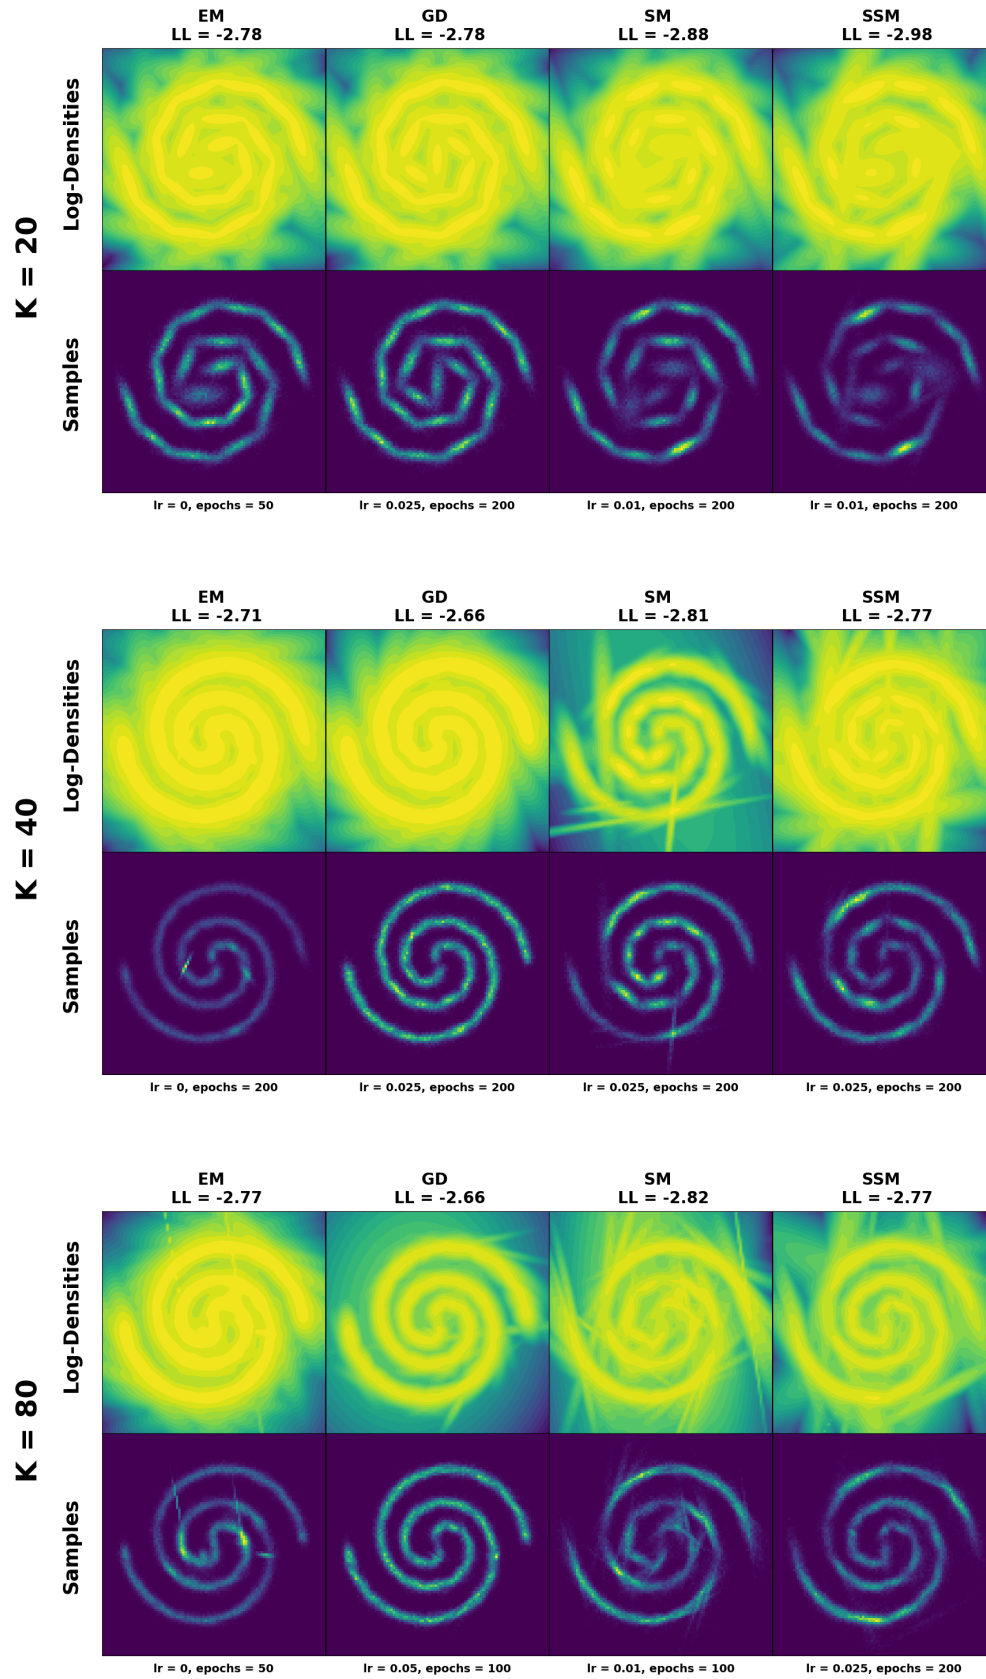 EM GD SM SSM
LL = -2.78 LL = -2.78 LL = -2.88 LL = -2.98
K = 20
Log-Densities
Samples
lr = 0, epochs = 50 lr = 0.025, epochs = 200 lr = 0.01, epochs = 200 lr = 0.01, epochs = 200
EM GD SM SSM
LL = -2.71 LL = -2.66 LL = -2.81 LL = -2.77
K = 40
Log-Densities
Samples
lr = 0, epochs = 200 lr = 0.025, epochs = 200 lr = 0.025, epochs = 200 lr = 0.025, epochs = 200
EM GD SM SSM
LL = -2.77 LL = -2.66 LL = -2.82 LL = -2.77
K = 80
Log-Densities
Samples
lr = 0, epochs = 50 lr = 0.05, epochs = 100 lr = 0.01, epochs = 100 lr = 0.025, epochs = 200